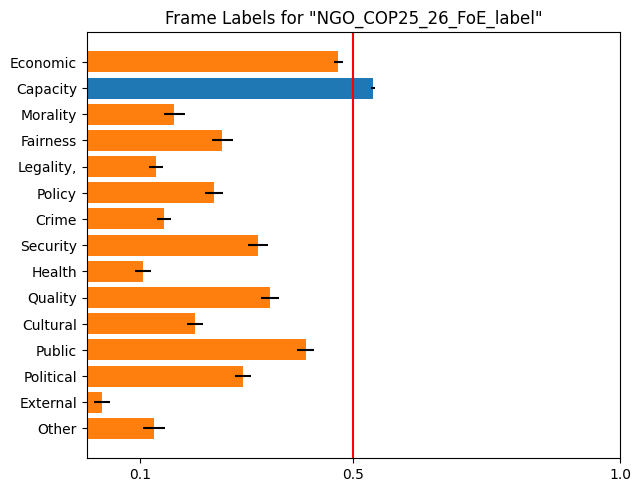 Frame Labels for "NGO_COP25_26_FoE_label"
Economic
Capacity
Morality
Fairness
Legality,
Policy
Crime
Security
Health
Quality
Cultural
Public
Political
External
Other
0.1 0.5 1.0